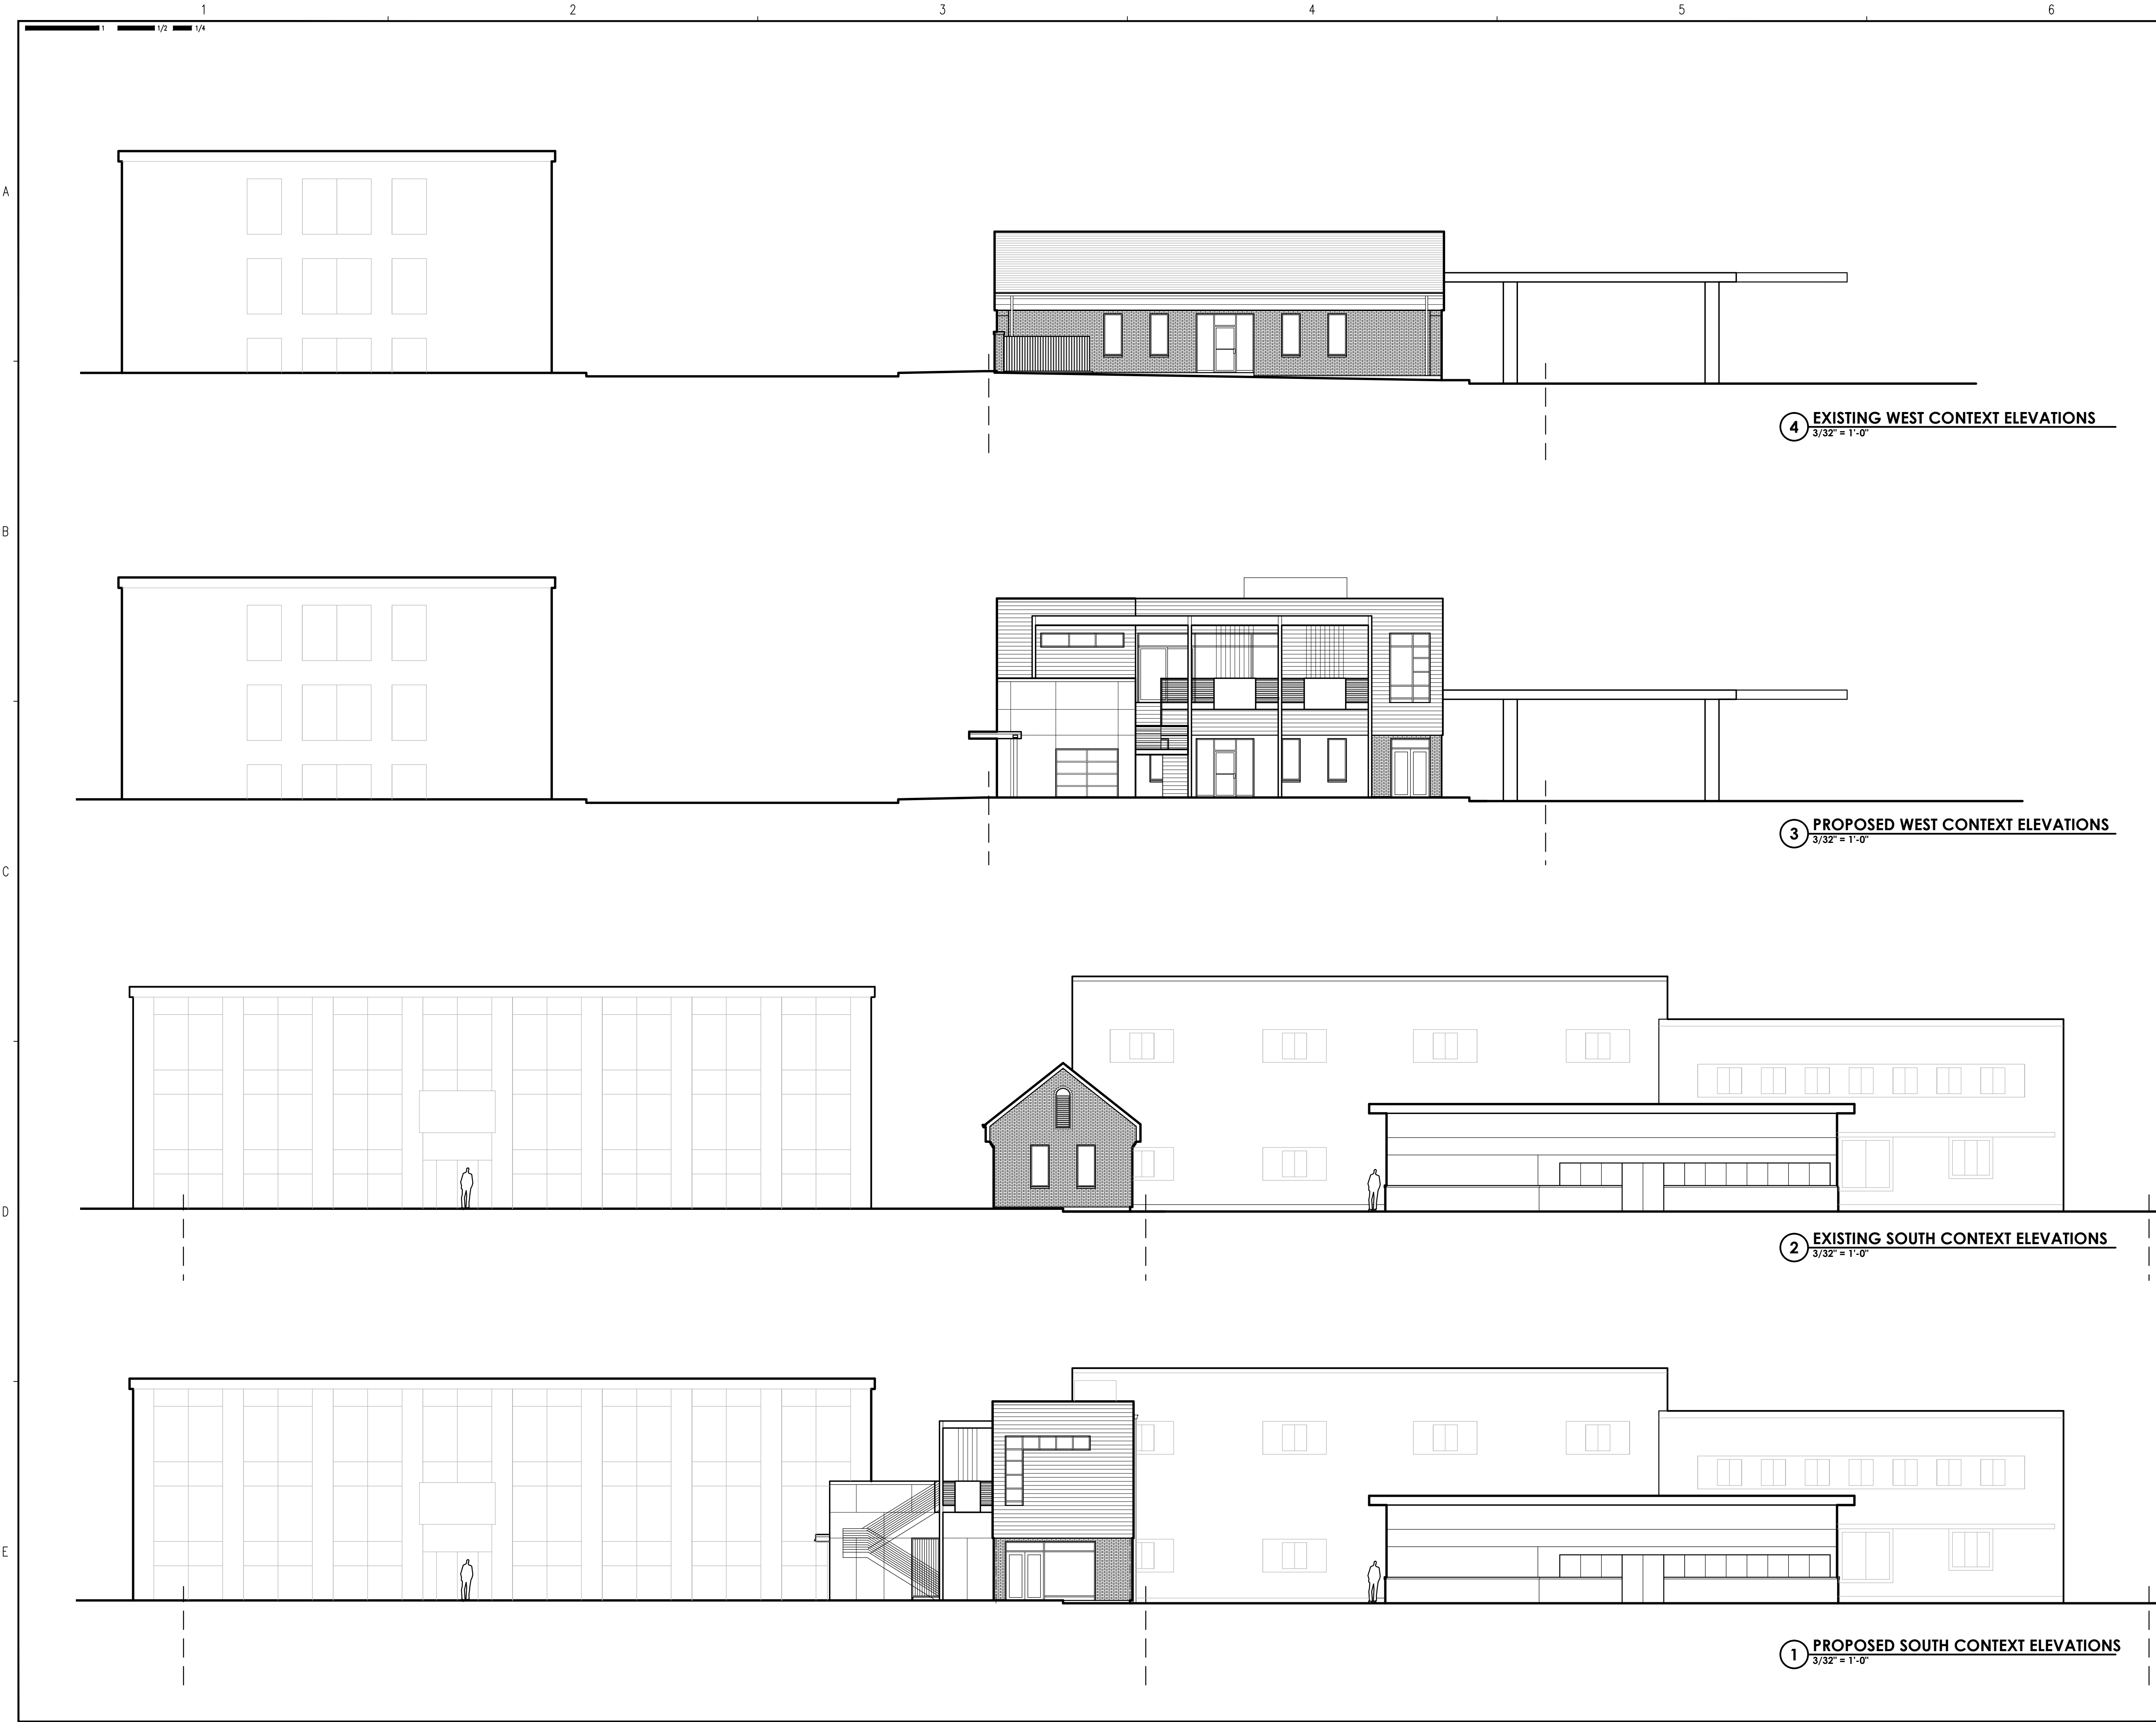 1 2 3 4 5 6
1 1/2 1/4
A
4 EXISTING WEST CONTEXT ELEVATIONS
3/32" = 1'-0"
B
3 PROPOSED WEST CONTEXT ELEVATIONS
3/32" = 1'-0"
C
D
2 EXISTING SOUTH CONTEXT ELEVATIONS
3/32" = 1'-0"
E
1 PROPOSED SOUTH CONTEXT ELEVATIONS
3/32" = 1'-0"